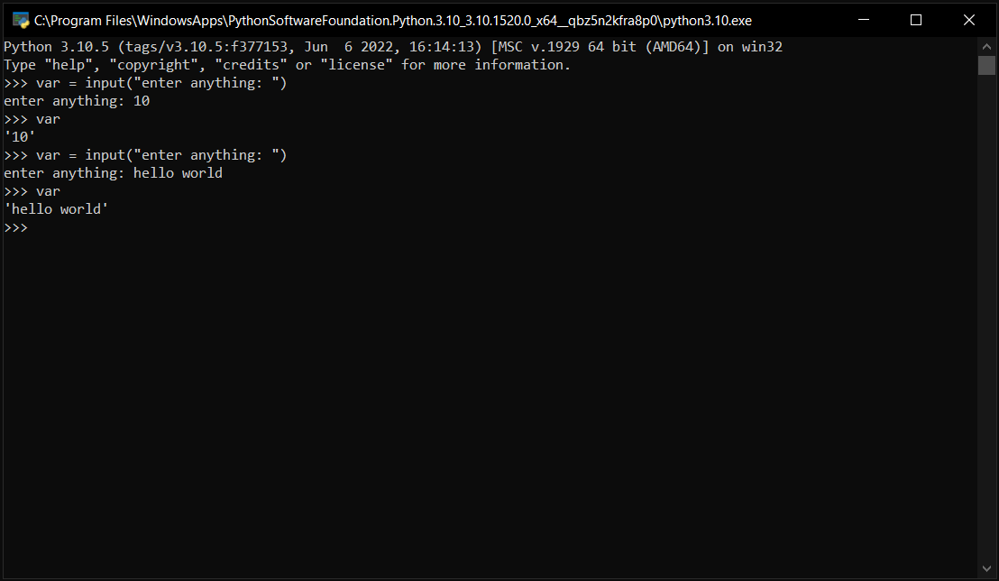 C:\Program Files\WindowsApps\PythonSoftwareFoundation.Python.3.10_3.10.1520.0_x64__qbz5n2kfra8p0\python3.10.exe
Python 3.10.5 (tags/v3.10.5:f377153, Jun  6 2022, 16:14:13) [MSC v.1929 64 bit (AMD64)] on win32
Type "help", "copyright", "credits" or "license" for more information.
>>> var = input("enter anything: ")
enter anything: 10
>>> var
'10'
>>> var = input("enter anything: ")
enter anything: hello world
>>> var
'hello world'
>>>